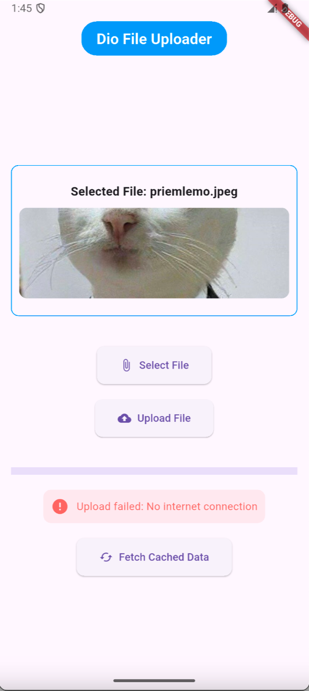 1:45
DEBUG
Dio File Uploader
Selected File: priemlemo.jpeg
Select File
Upload File
Upload failed: No internet connection
Fetch Cached Data